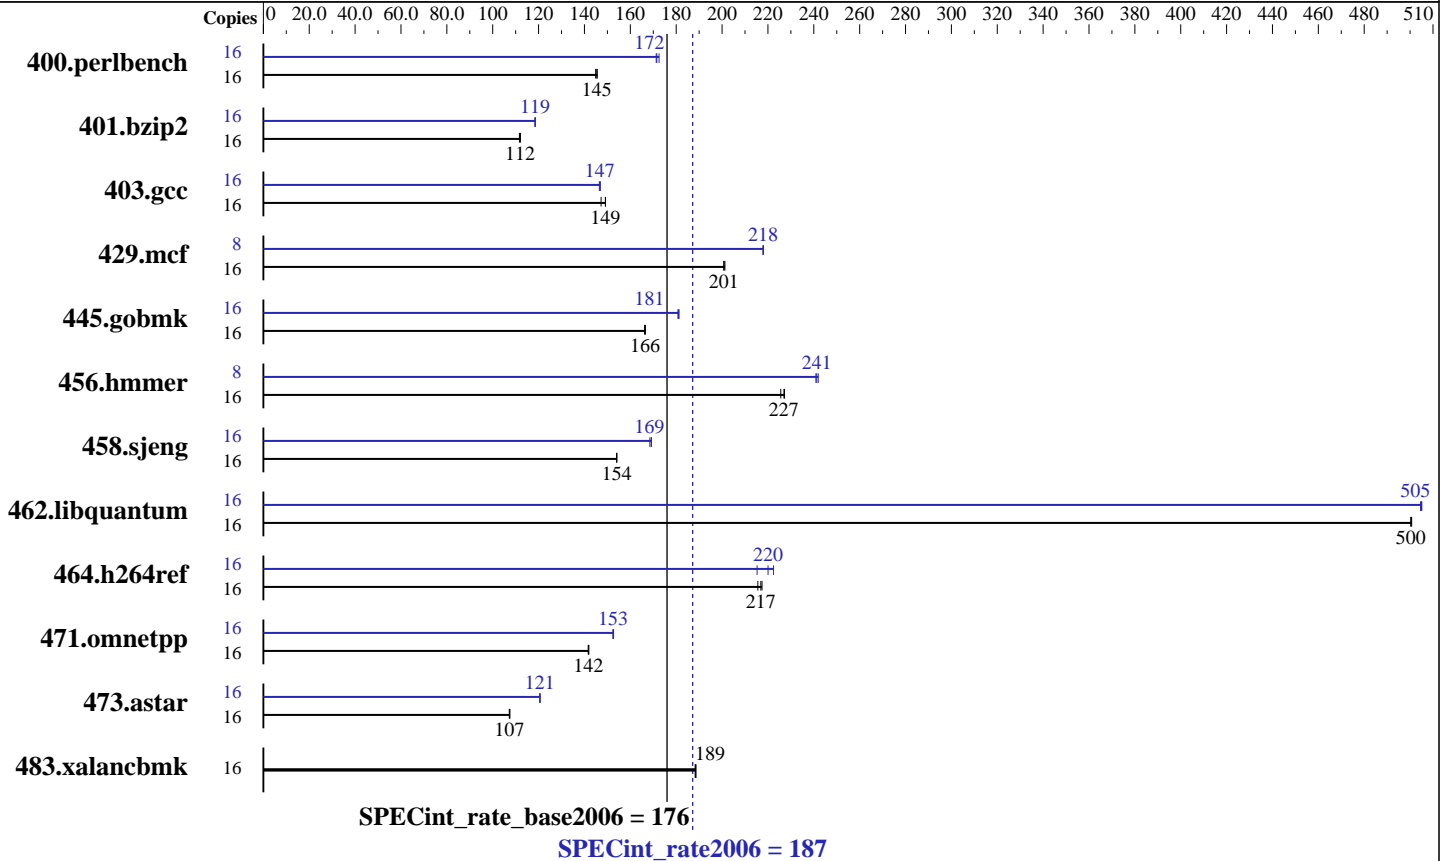 Copies 0 20.0 40.0 60.0 80.0 100 120 140 160 180 200 220 240 260 280 300 320 340 360 380 400 420 440 460 480 510
400.perlbench 16 172
16 145
401.bzip2 16 119
16 112
403.gcc 16 147
16 149
429.mcf 8 218
16 201
445.gobmk 16 181
16 166
456.hmmer 8 241
16 227
458.sjeng 16 169
16 154
462.libquantum 16 505
16 500
464.h264ref 16 220
16 217
471.omnetpp 16 153
16 142
473.astar 16 121
16 107
483.xalancbmk 16 189
SPECint_rate_base2006 = 176
SPECint_rate2006 = 187